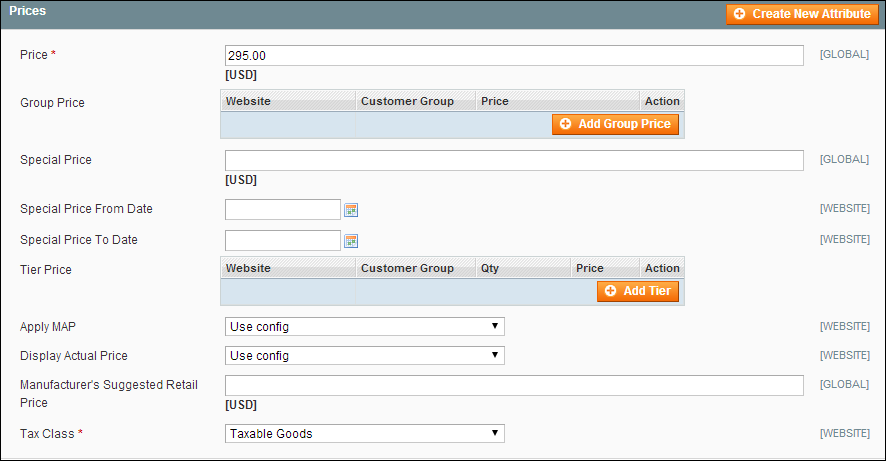 Prices
Create New Attribute
Price * 295.00 [GLOBAL]
[USD]
Group Price Website Customer Group Price Action
Add Group Price
Special Price [GLOBAL]
[USD]
Special Price From Date [WEBSITE]
Special Price To Date [WEBSITE]
Tier Price Website Customer Group Qty Price Action
Add Tier
Apply MAP Use config [WEBSITE]
Display Actual Price Use config [WEBSITE]
Manufacturer's Suggested Retail [GLOBAL]
Price
[USD]
Tax Class * Taxable Goods [WEBSITE]